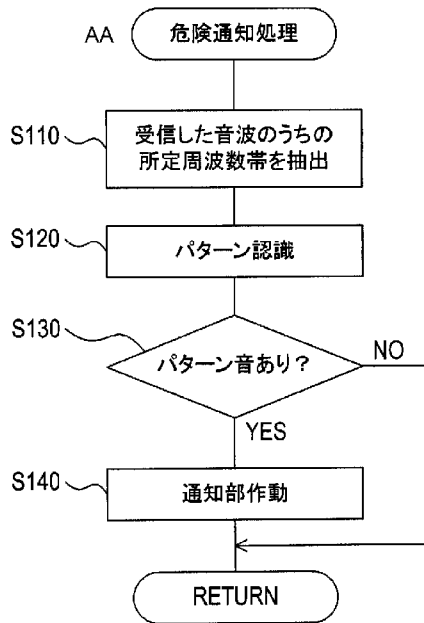 AA
危険通知処理
S110
受信した音波のうちの
所定周波数帯を抽出
S120
パターン認識
S130
パターン音あり?
NO
YES
S140
通知部作動
RETURN